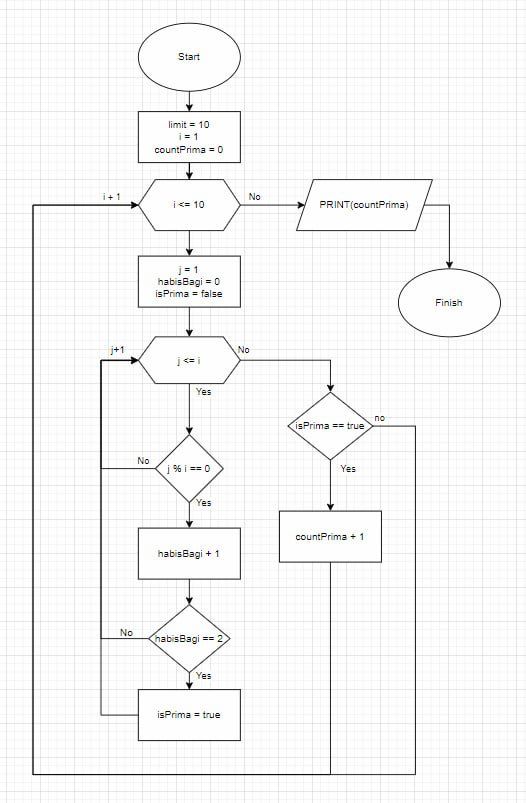 Start
limit = 10
i = 1
countPrima = 0
i + 1
i <= 10
No
PRINT(countPrima)
j = 1
habisBagi = 0
isPrima = false
Finish
j+1
j <= i
No
Yes
isPrima == true
no
No
j % i == 0
Yes
Yes
habisBagi + 1
countPrima + 1
No
habisBagi == 2
Yes
isPrima = true